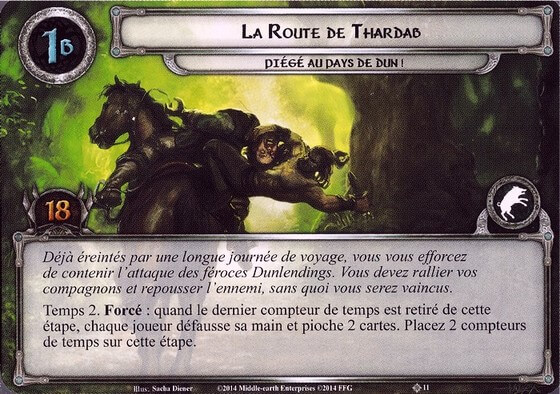 1B
LA ROUTE DE THARDAB
PIÉGÉ AU PAYS DE DUN !
18
Déjà éreintés par une longue journée de voyage, vous vous efforcez
de contenir l'attaque des féroces Dunlendings. Vous devez rallier vos
compagnons et repousser l'ennemi, sans quoi vous serez vaincus.
Temps 2. Forcé : quand le dernier compteur de temps est retiré de cette
étape, chaque joueur défausse sa main et pioche 2 cartes. Placez 2 compteurs
de temps sur cette étape.
Illus. Sacha Diener ©2014 Middle-earth Enterprises ©2014 FFG 11